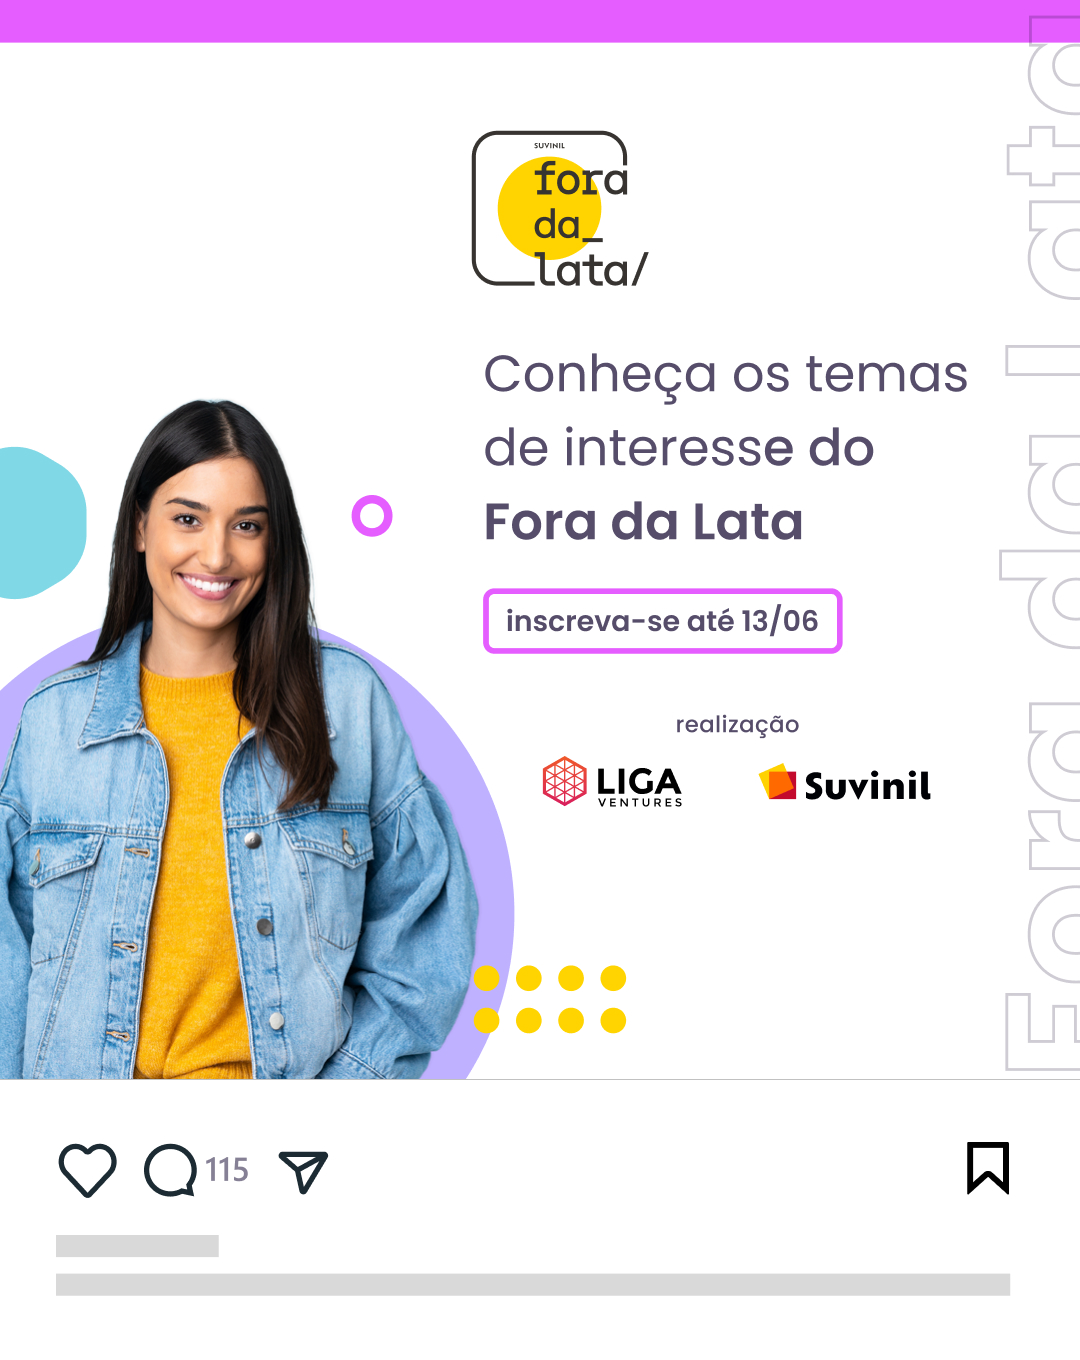 SUVINIL
fora
da_
lata/
Conheça os temas
de interesse do
Fora da Lata
inscreva-se até 13/06
realização
LIGA
VENTURES
Suvinil
Fora da lata
115